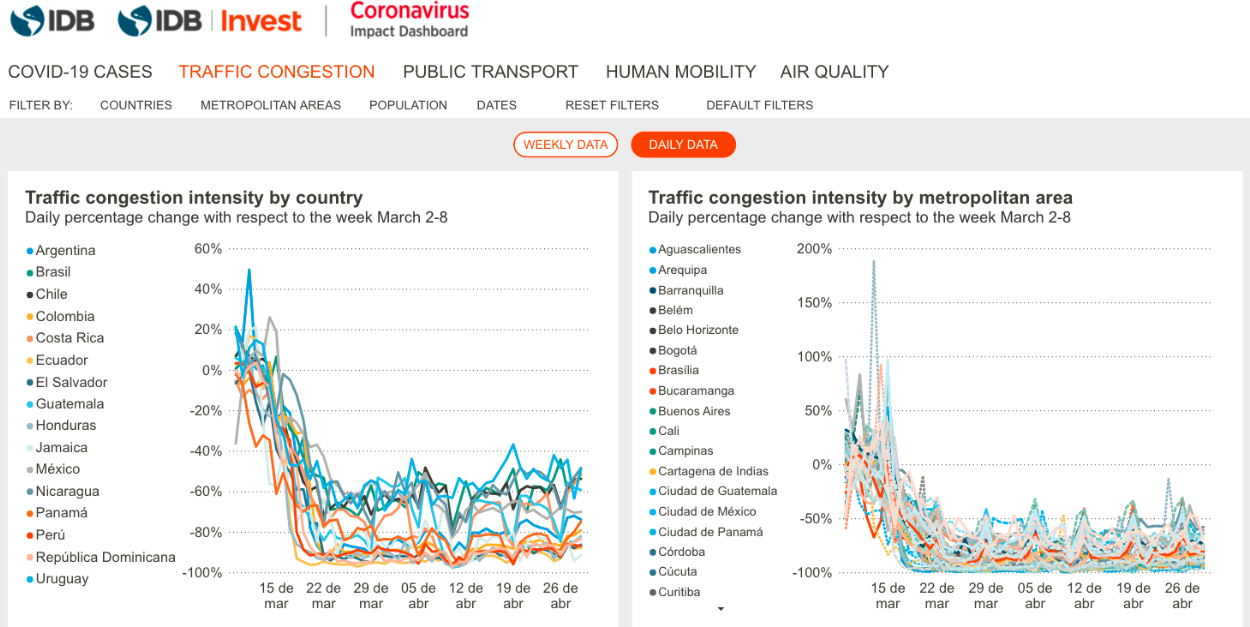 IDB IDB Invest Coronavirus
Impact Dashboard
COVID-19 CASES TRAFFIC CONGESTION PUBLIC TRANSPORT HUMAN MOBILITY AIR QUALITY
FILTER BY: COUNTRIES METROPOLITAN AREAS POPULATION DATES RESET FILTERS DEFAULT FILTERS
WEEKLY DATA DAILY DATA
Traffic congestion intensity by country
Daily percentage change with respect to the week March 2-8
Argentina
Brasil
Chile
Colombia
Costa Rica
Ecuador
El Salvador
Guatemala
Honduras
Jamaica
México
Nicaragua
Panamá
Perú
República Dominicana
Uruguay
60%
40%
20%
0%
-20%
-40%
-60%
-80%
-100%
15 de mar
22 de mar
29 de mar
05 de abr
12 de abr
19 de abr
26 de abr
Traffic congestion intensity by metropolitan area
Daily percentage change with respect to the week March 2-8
Aguascalientes
Arequipa
Barranquilla
Belém
Belo Horizonte
Bogotá
Brasília
Bucaramanga
Buenos Aires
Cali
Campinas
Cartagena de Indias
Ciudad de Guatemala
Ciudad de México
Ciudad de Panamá
Córdoba
Cúcuta
Curitiba
200%
150%
100%
50%
0%
-50%
-100%
15 de mar
22 de mar
29 de mar
05 de abr
12 de abr
19 de abr
26 de abr